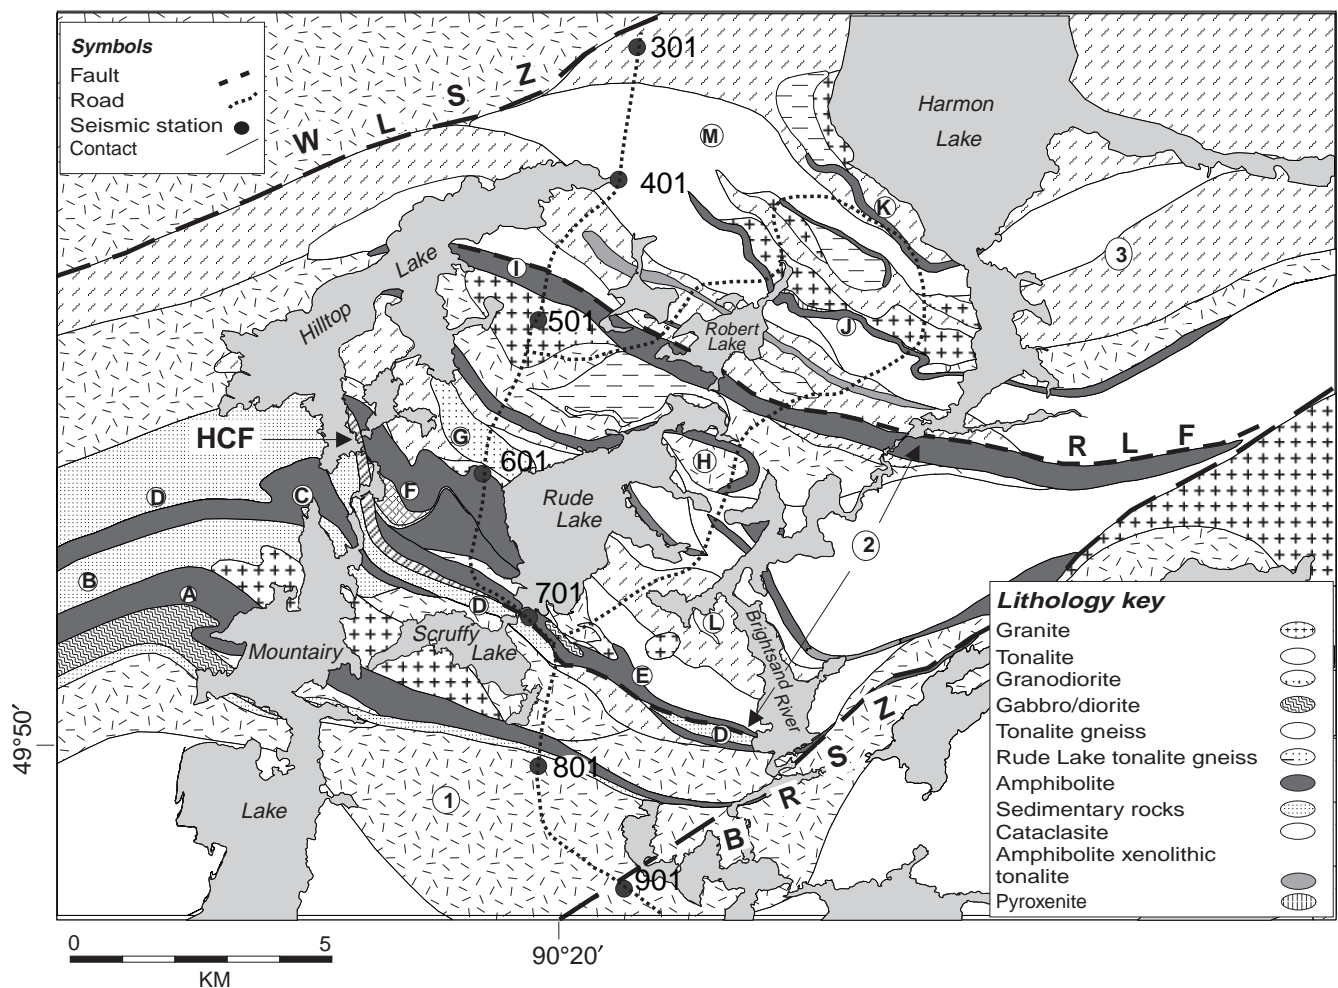 Symbols
Fault
Road
Seismic station
Contact
W L S Z
301
401
M
Harmon
Lake
K
3
Hilltop Lake
I
501
Robert
Lake
J
HCF
G
601
H
R L F
D
C
F
Rude
Lake
2
B
A
701
D
Scruffy
Lake
L
Brightsand River
Mountairy
E
D
49°50′
801
Lake
1
B R S Z
901
Lithology key
Granite
Tonalite
Granodiorite
Gabbro/diorite
Tonalite gneiss
Rude Lake tonalite gneiss
Amphibolite
Sedimentary rocks
Cataclasite
Amphibolite xenolithic
tonalite
Pyroxenite
0 5
KM
90°20′